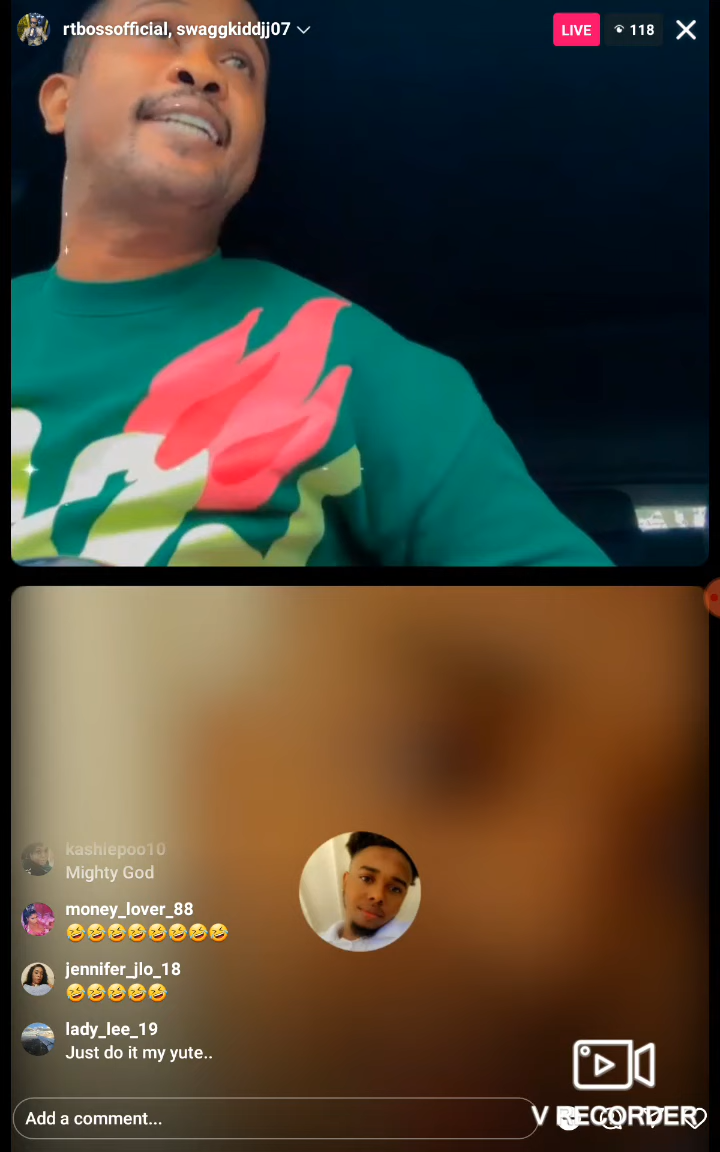 rtbossofficial, swaggkiddjj07
LIVE
118
kashiepoo10
Mighty God
money_lover_88
🤣🤣🤣🤣🤣🤣🤣🤣
jennifer_jlo_18
🤣🤣🤣🤣🤣
lady_lee_19
Just do it my yute..
Add a comment...
V RECORDER